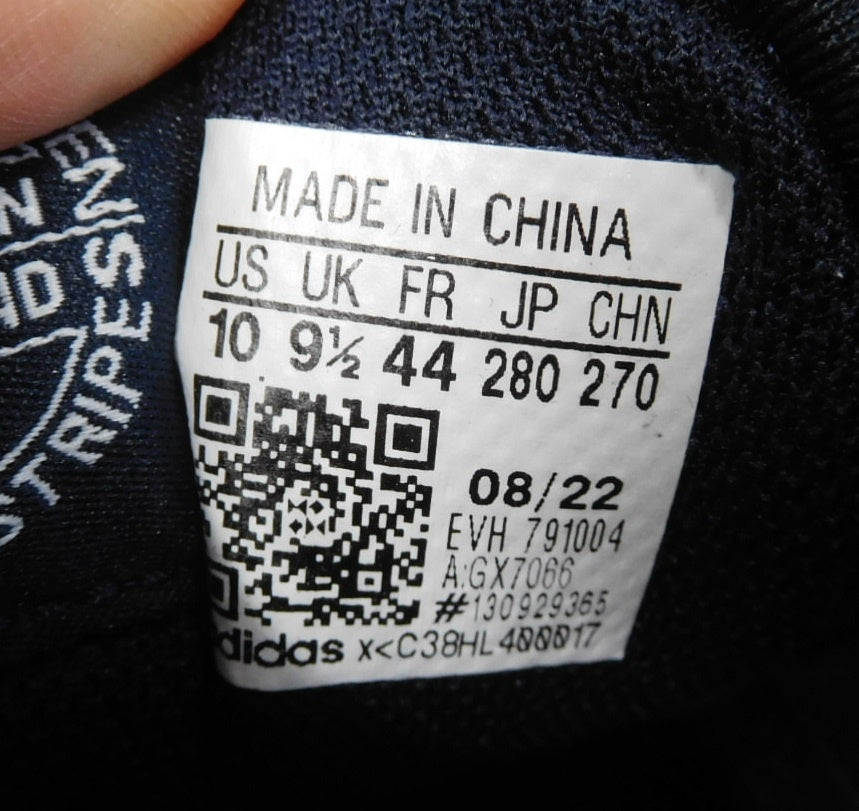 MADE IN CHINA
US UK FR JP CHN
10 9½ 44 280 270
08/22
EVH 791004
A:GX7066
#130929365
adidas x<C38HL400017
STRIPES